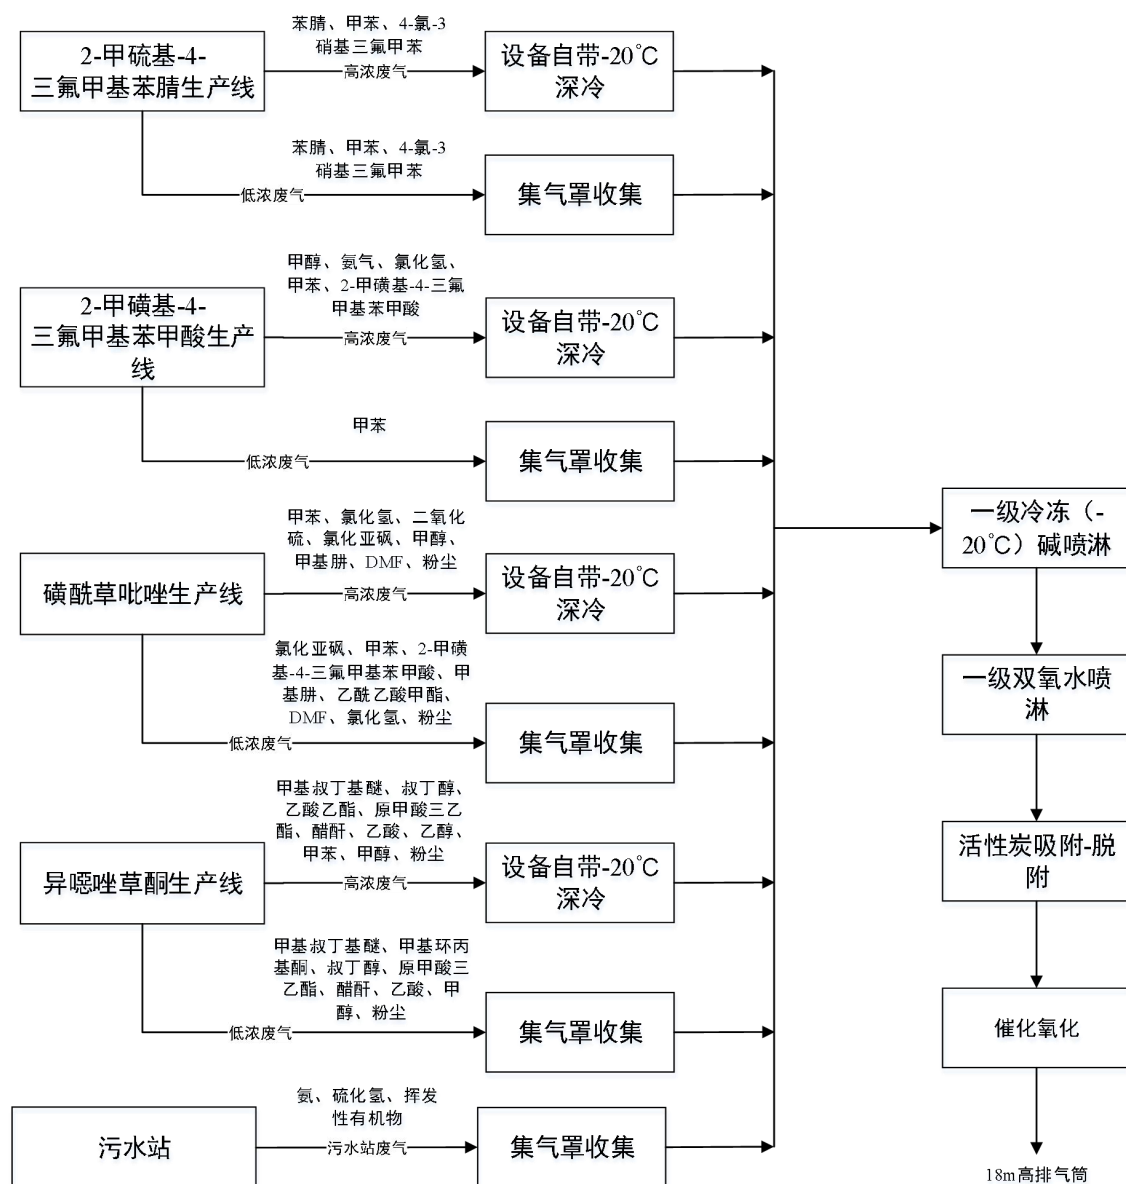 苯腈、甲苯、4-氯-3
硝基三氟甲苯
2-甲硫基-4-
三氟甲基苯腈生产线
高浓废气
设备自带-20℃
深冷
苯腈、甲苯、4-氯-3
硝基三氟甲苯
低浓废气
集气罩收集
甲醇、氨气、氯化氢、
甲苯、2-甲磺基-4-三氟
甲基苯甲酸
2-甲磺基-4-
三氟甲基苯甲酸生产
线
高浓废气
设备自带-20℃
深冷
甲苯
低浓废气
集气罩收集
甲苯、氯化氢、二氧化
硫、氯化亚砜、甲醇、
甲基肼、DMF、粉尘
磺酰草吡唑生产线
高浓废气
设备自带-20℃
深冷
氯化亚砜、甲苯、2-甲磺
基-4-三氟甲基苯甲酸、甲
基肼、乙酰乙酸甲酯、
DMF、氯化氢、粉尘
低浓废气
集气罩收集
甲基叔丁基醚、叔丁醇、
乙酸乙酯、原甲酸三乙
酯、醋酐、乙酸、乙醇、
甲苯、甲醇、粉尘
异噁唑草酮生产线
高浓废气
设备自带-20℃
深冷
甲基叔丁基醚、甲基环丙
基酮、叔丁醇、原甲酸三
乙酯、醋酐、乙酸、甲
醇、粉尘
低浓废气
集气罩收集
氨、硫化氢、挥发
性有机物
污水站
污水站废气
集气罩收集
一级冷冻（-
20℃）碱喷淋
一级双氧水喷
淋
活性炭吸附-脱
附
催化氧化
18m高排气筒